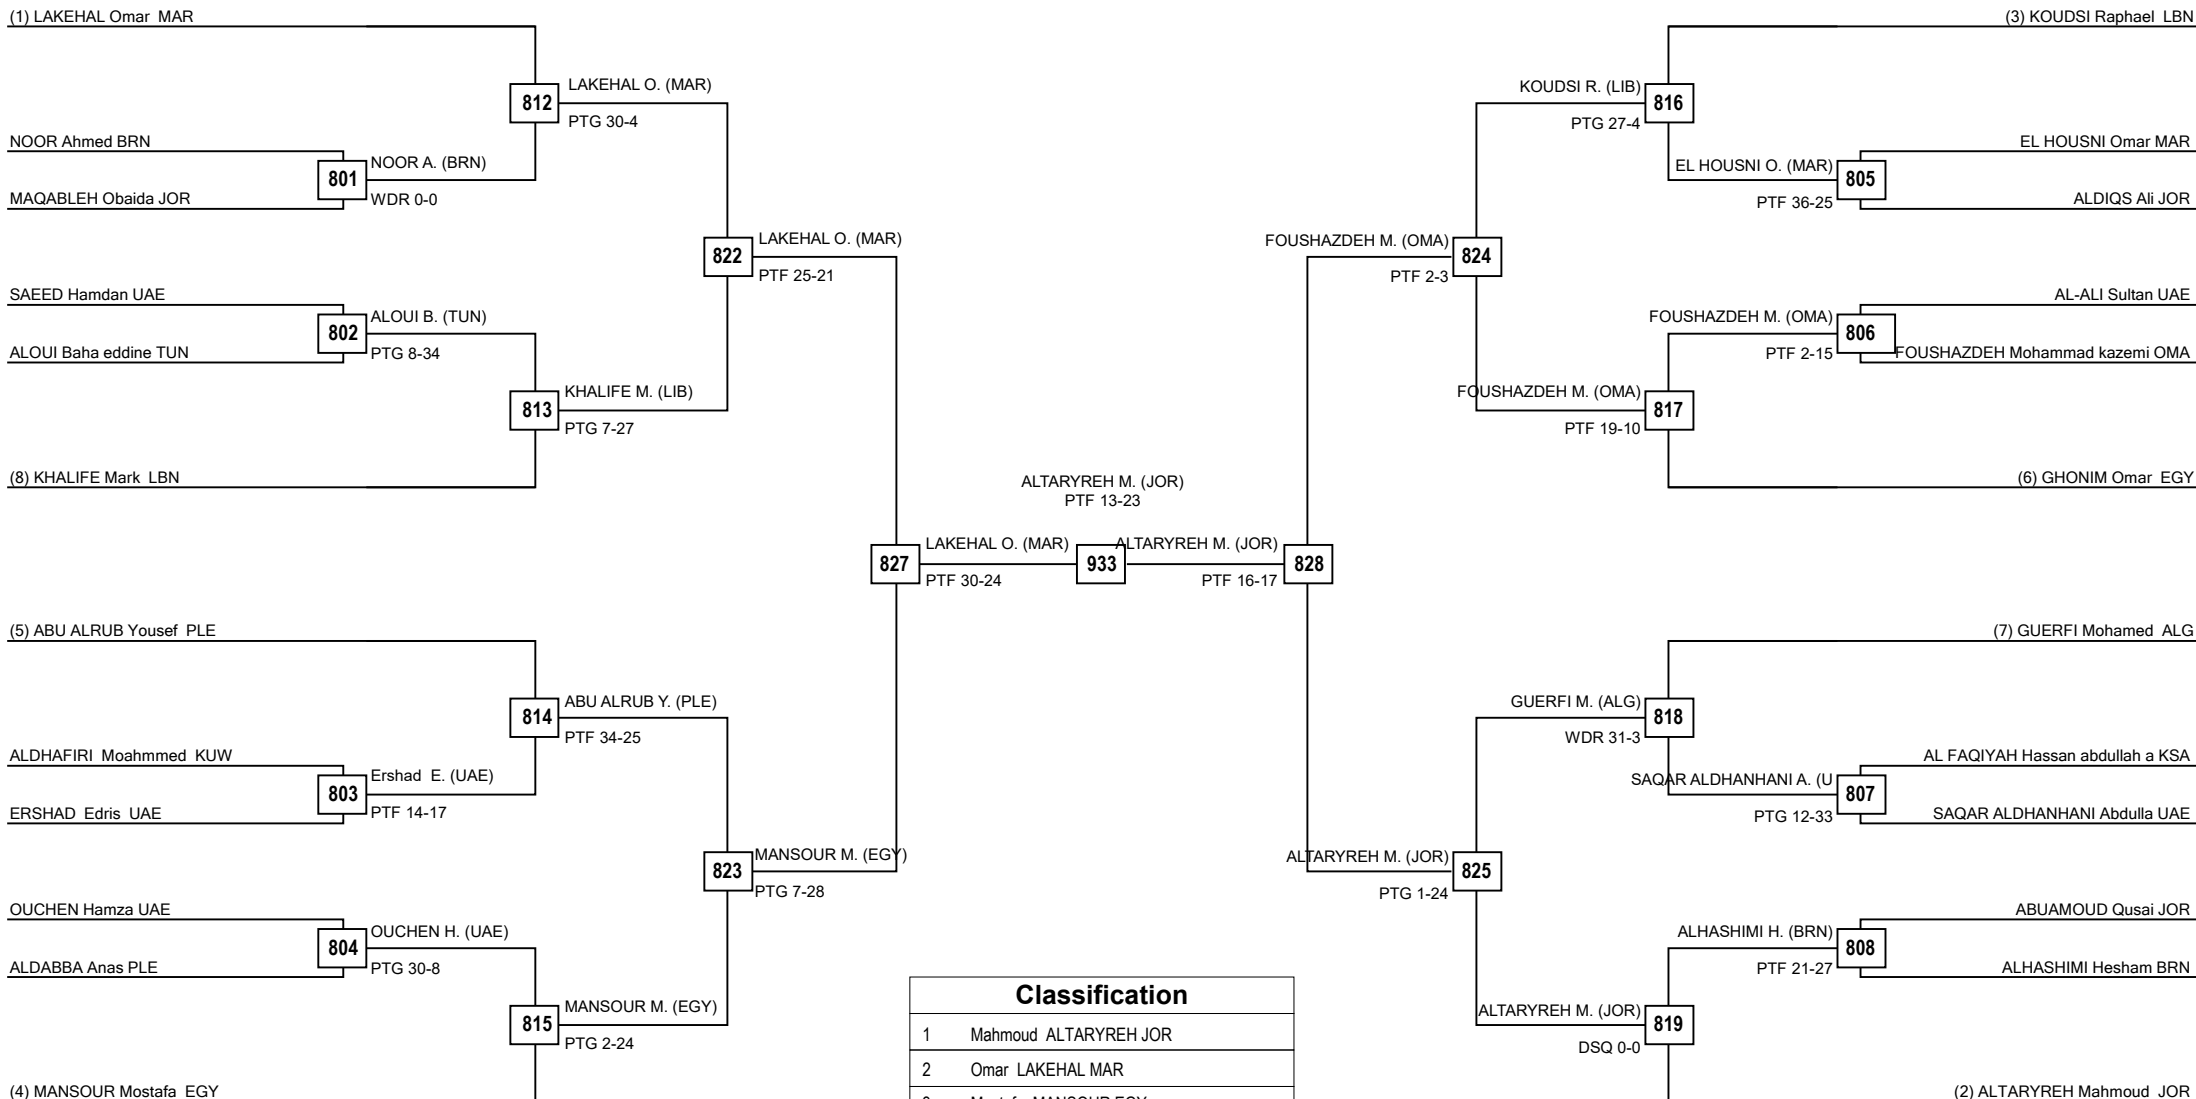 (1) LAKEHAL Omar MAR
812
LAKEHAL O. (MAR)
PTG 30-4
NOOR Ahmed BRN
801
NOOR A. (BRN)
WDR 0-0
MAQABLEH Obaida JOR
822
LAKEHAL O. (MAR)
PTF 25-21
SAEED Hamdan UAE
802
ALOUI B. (TUN)
PTG 8-34
ALOUI Baha eddine TUN
813
KHALIFE M. (LIB)
PTG 7-27
(8) KHALIFE Mark LBN
827
LAKEHAL O. (MAR)
PTF 30-24
(5) ABU ALRUB Yousef PLE
814
ABU ALRUB Y. (PLE)
PTF 34-25
ALDHAFIRI Moahmmed KUW
803
Ershad E. (UAE)
PTF 14-17
ERSHAD Edris UAE
823
MANSOUR M. (EGY)
PTG 7-28
OUCHEN Hamza UAE
804
OUCHEN H. (UAE)
PTG 30-8
ALDABBA Anas PLE
815
MANSOUR M. (EGY)
PTG 2-24
(4) MANSOUR Mostafa EGY
ALTARYREH M. (JOR)
PTF 13-23
933
(3) KOUDSI Raphael LBN
KOUDSI R. (LIB)
816
PTG 27-4
EL HOUSNI Omar MAR
EL HOUSNI O. (MAR)
805
PTF 36-25
ALDIQS Ali JOR
FOUSHAZDEH M. (OMA)
824
PTF 2-3
AL-ALI Sultan UAE
FOUSHAZDEH M. (OMA)
806
PTF 2-15
FOUSHAZDEH Mohammad kazemi OMA
FOUSHAZDEH M. (OMA)
817
PTF 19-10
(6) GHONIM Omar EGY
ALTARYREH M. (JOR)
828
PTF 16-17
(7) GUERFI Mohamed ALG
GUERFI M. (ALG)
818
WDR 31-3
AL FAQIYAH Hassan abdullah a KSA
SAQAR ALDHANHANI A. (U
807
PTG 12-33
SAQAR ALDHANHANI Abdulla UAE
ALTARYREH M. (JOR)
825
PTG 1-24
ABUAMOUD Qusai JOR
ALHASHIMI H. (BRN)
808
PTF 21-27
ALHASHIMI Hesham BRN
ALTARYREH M. (JOR)
819
DSQ 0-0
(2) ALTARYREH Mahmoud JOR
Classification
1 Mahmoud ALTARYREH JOR
2 Omar LAKEHAL MAR